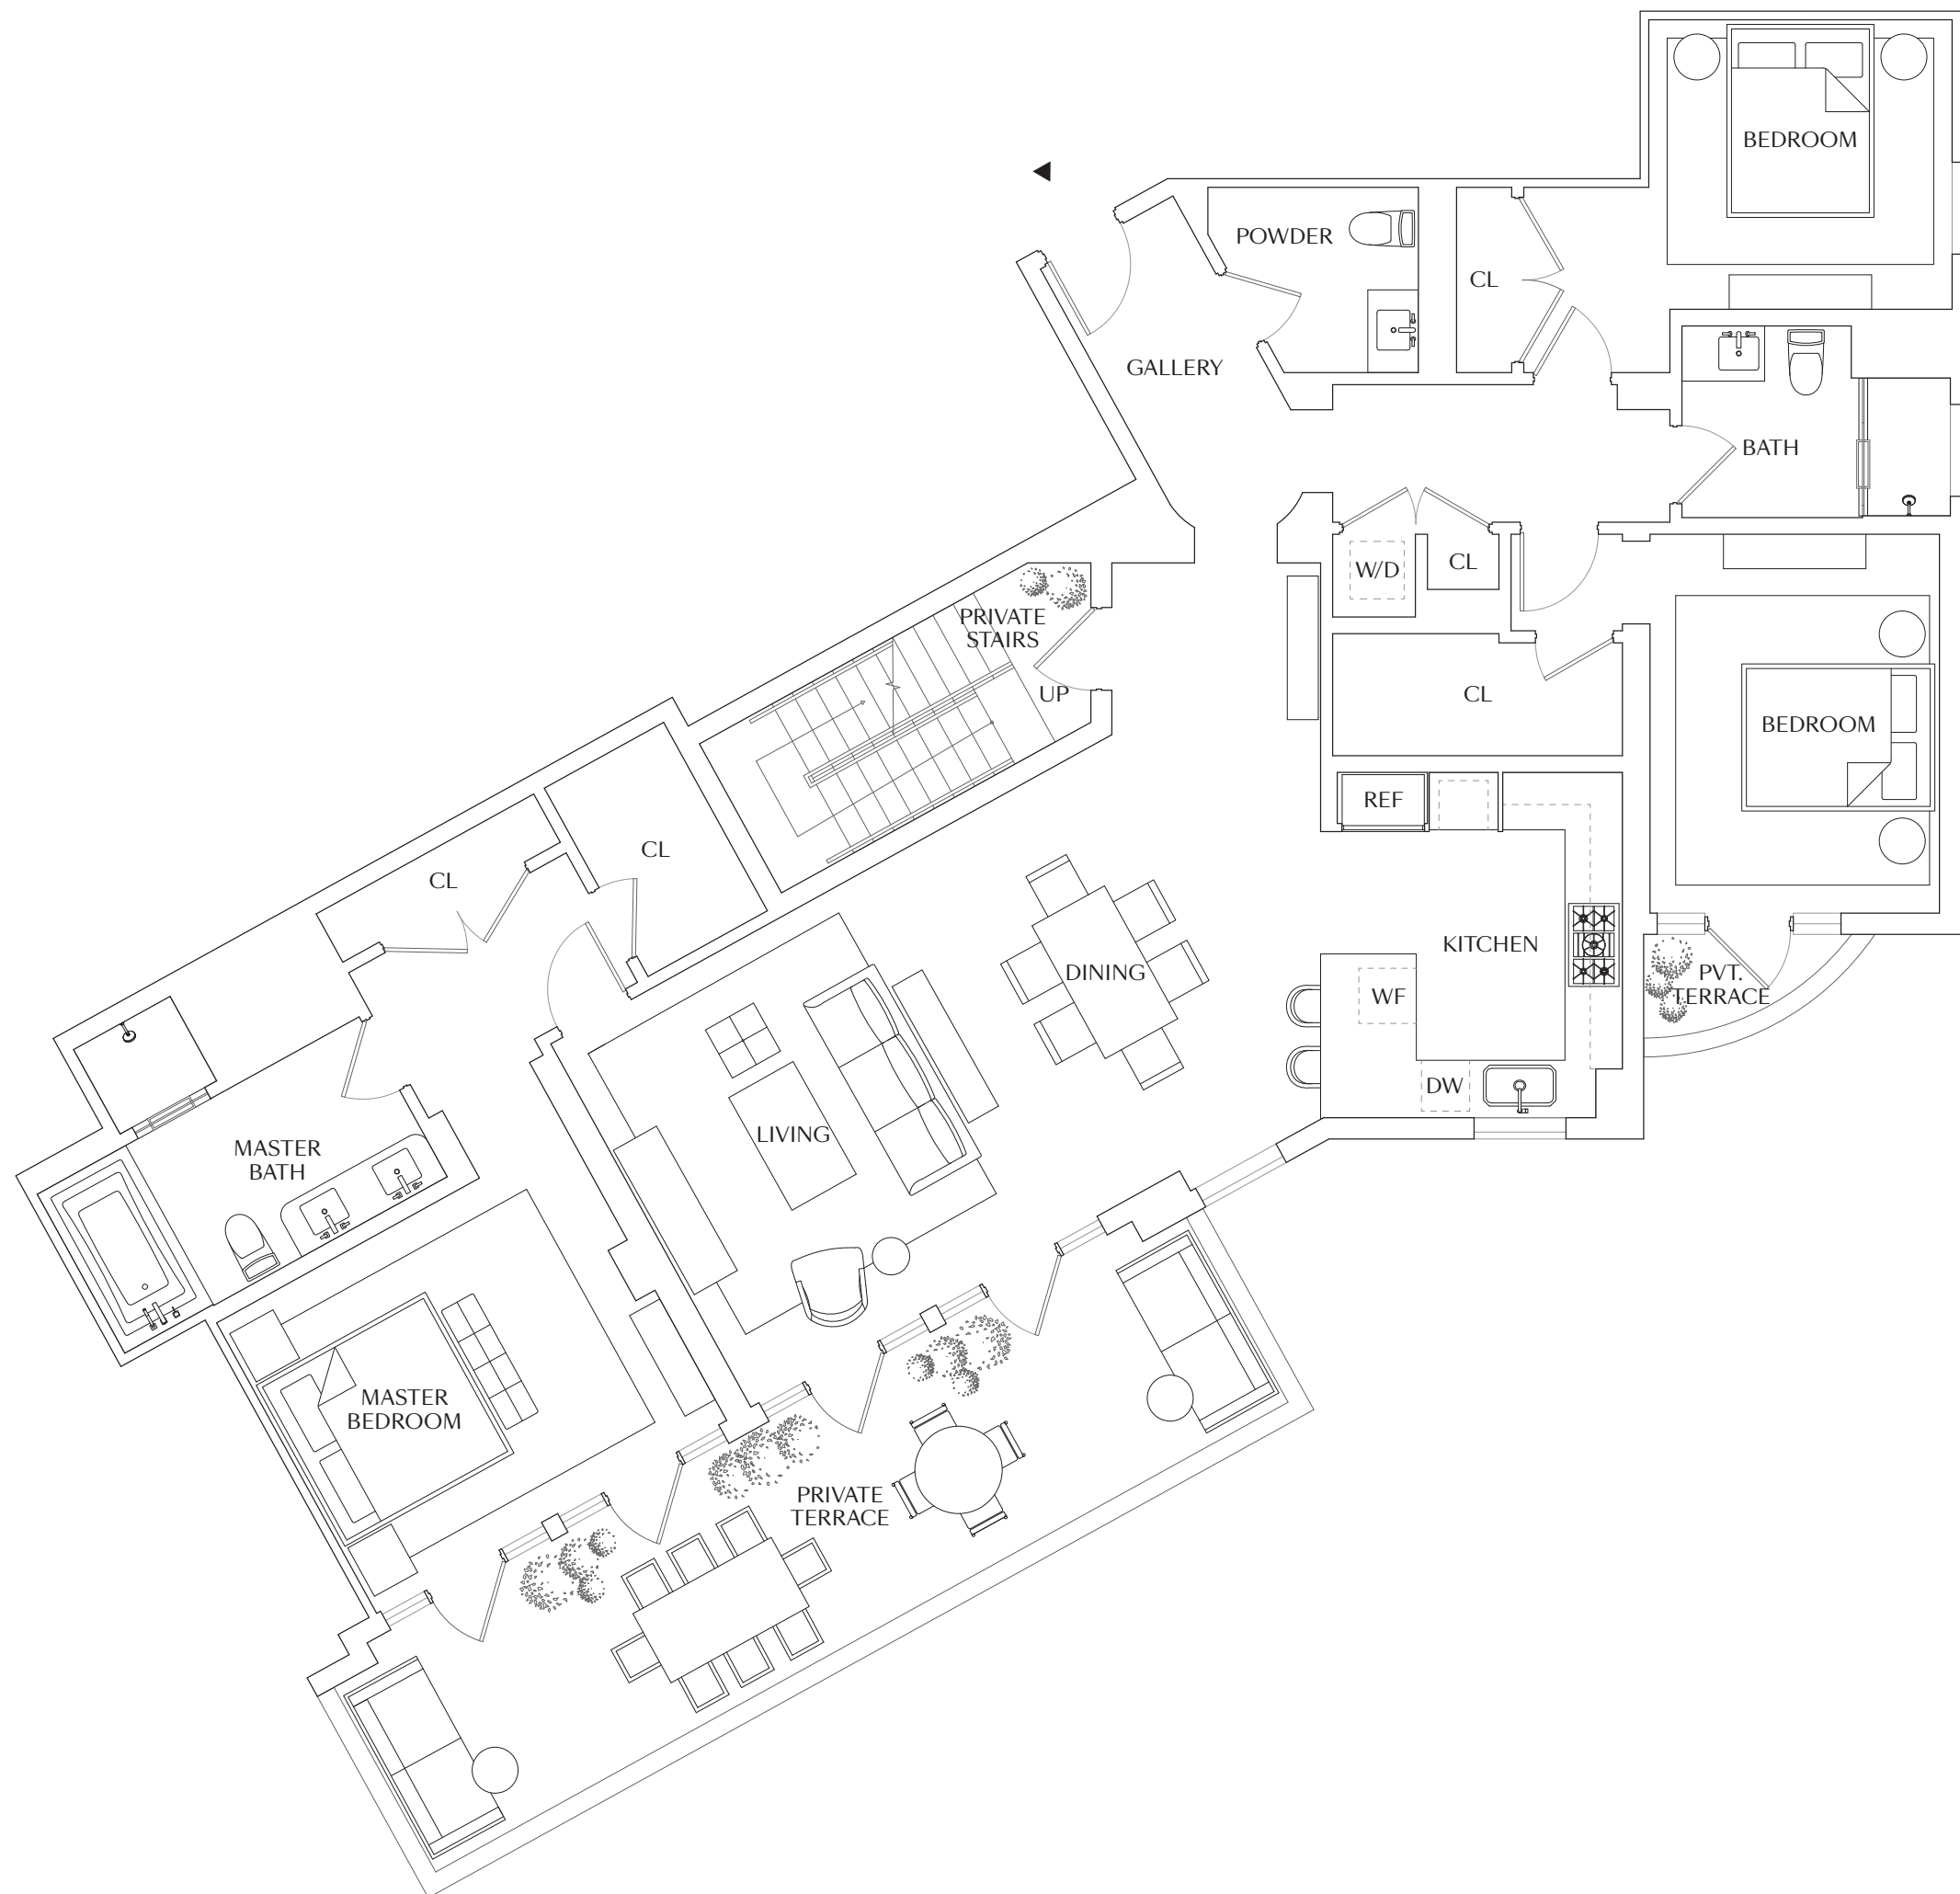 BEDROOM
POWDER
CL
GALLERY
BATH
W/D
CL
PRIVATE
STAIRS
UP
CL
BEDROOM
REF
CL
CL
KITCHEN
DINING
WF
PVT.
TERRACE
DW
LIVING
MASTER
BATH
MASTER
BEDROOM
PRIVATE
TERRACE